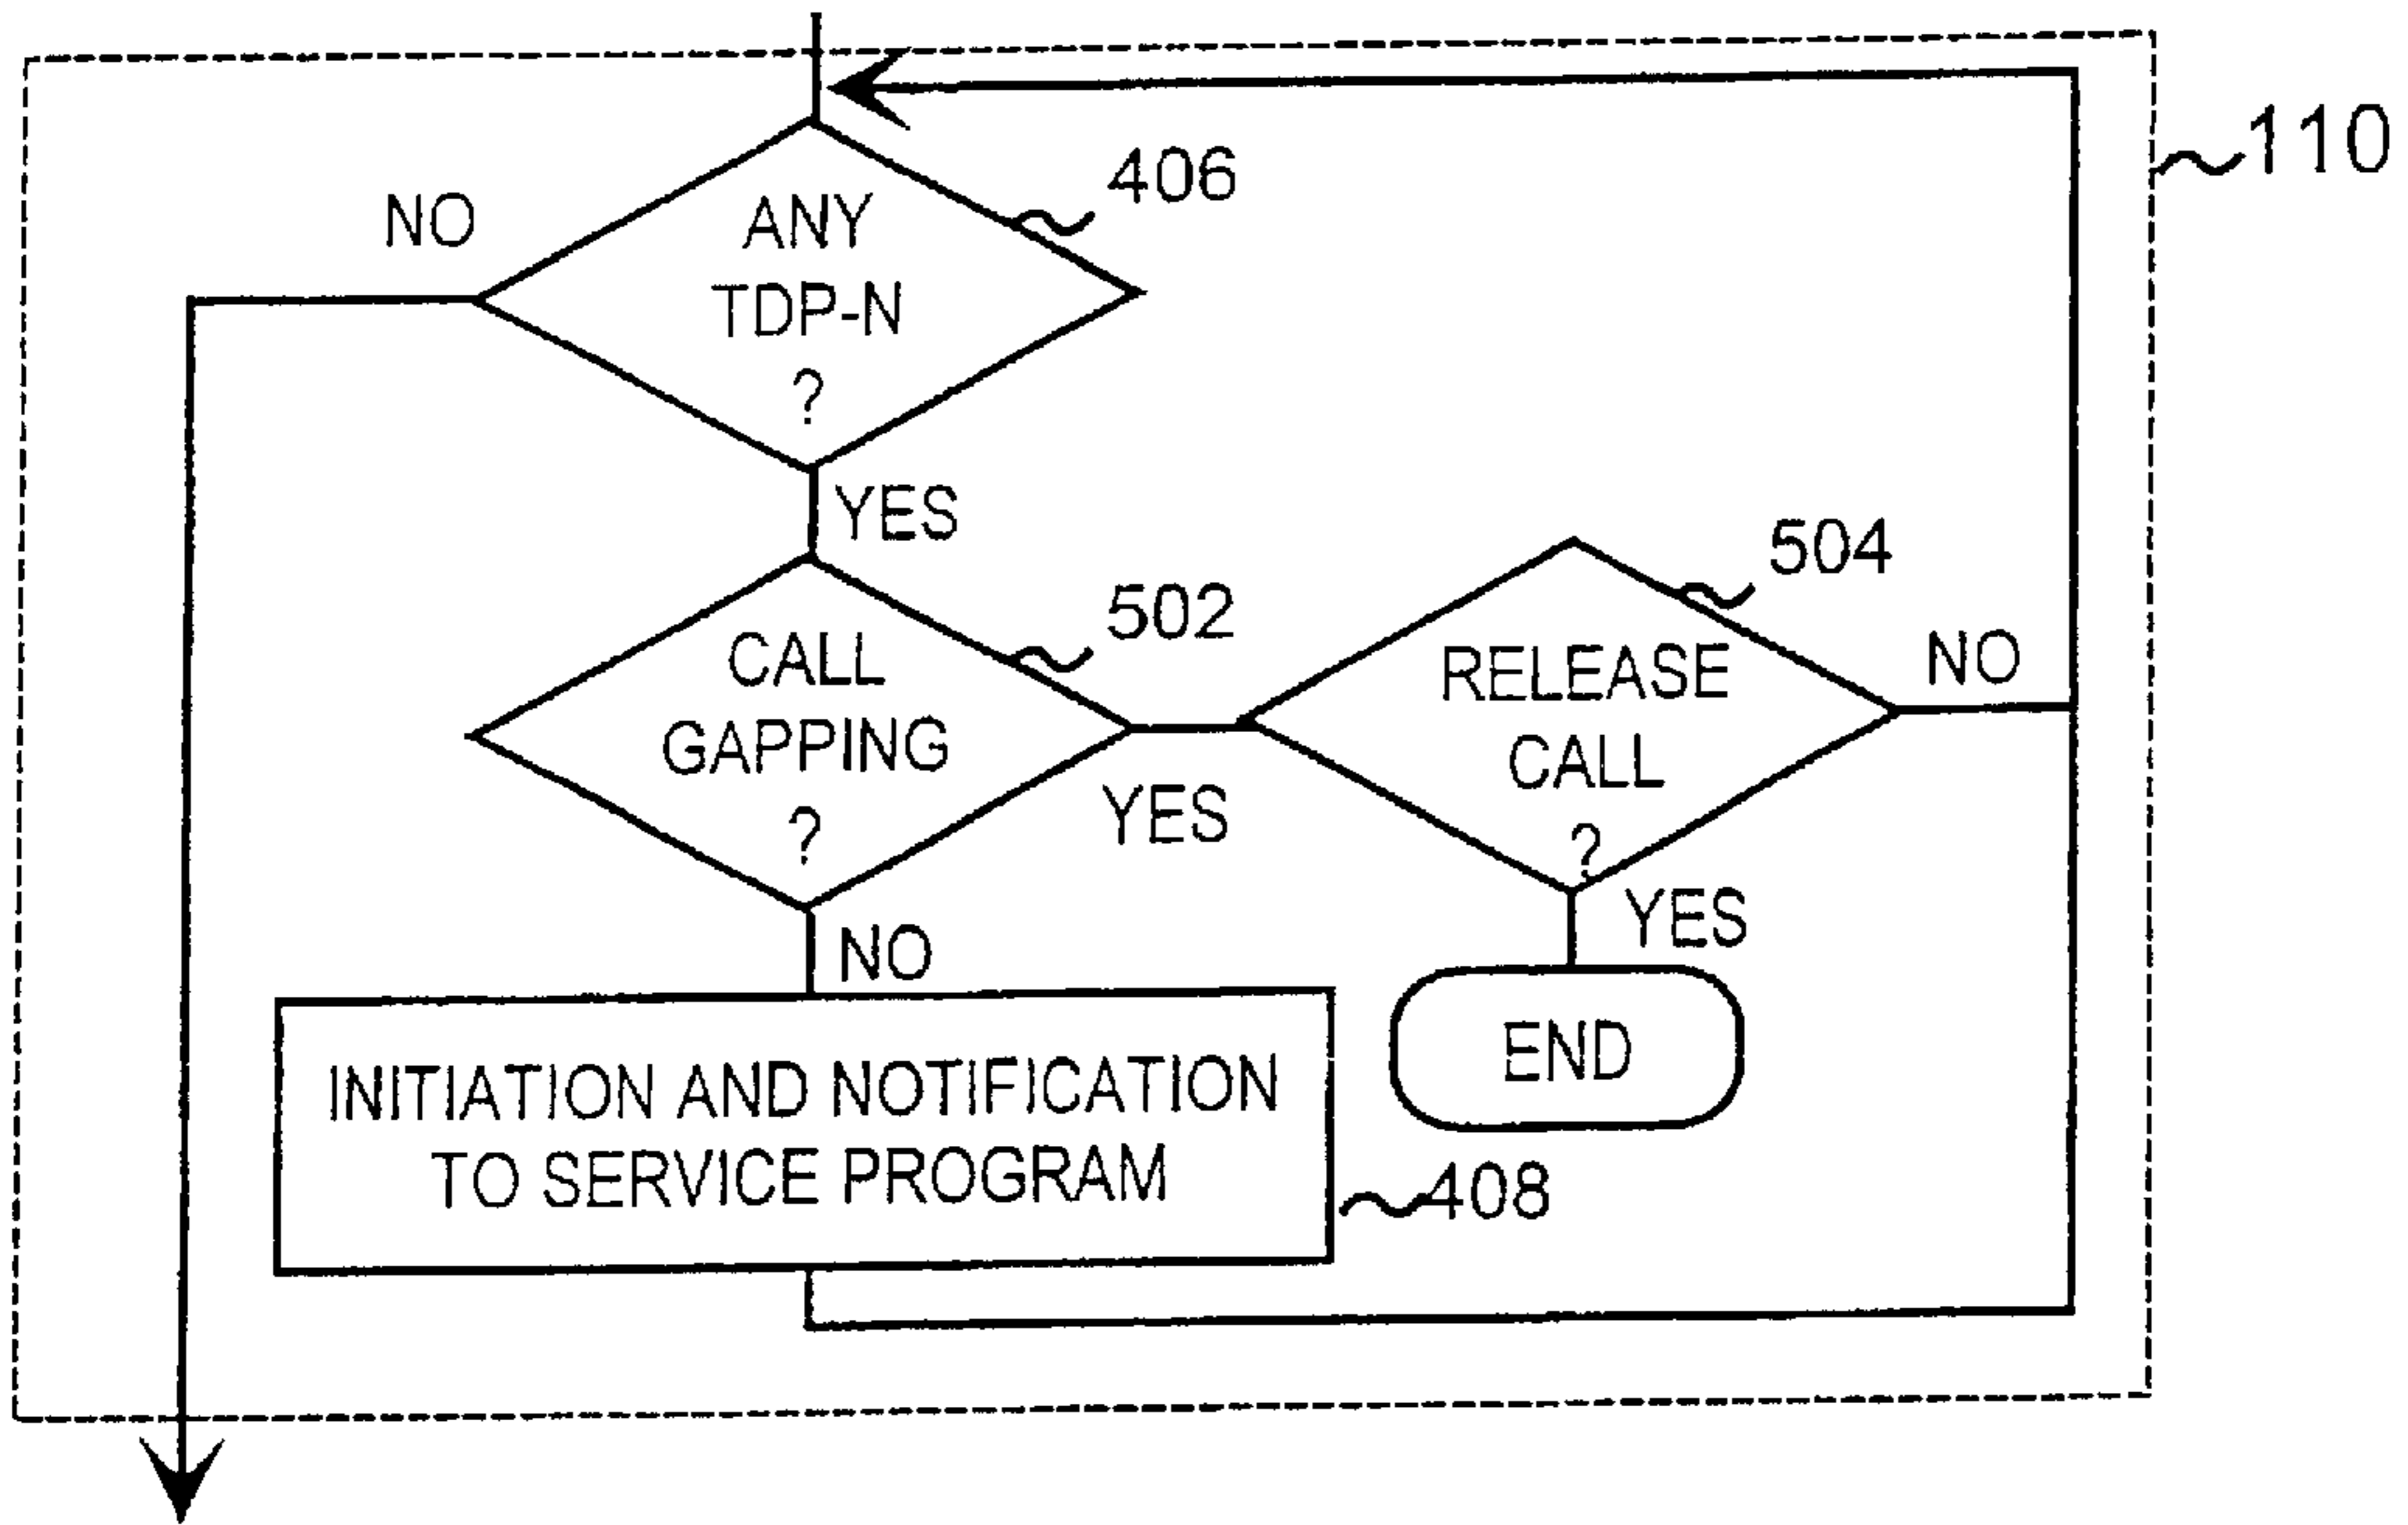 110
406
NO
ANY
TDP-N
?
YES
502
504
CALL
GAPPING
?
YES
RELEASE
CALL
?
NO
NO
YES
INITIATION AND NOTIFICATION
TO SERVICE PROGRAM
END
408